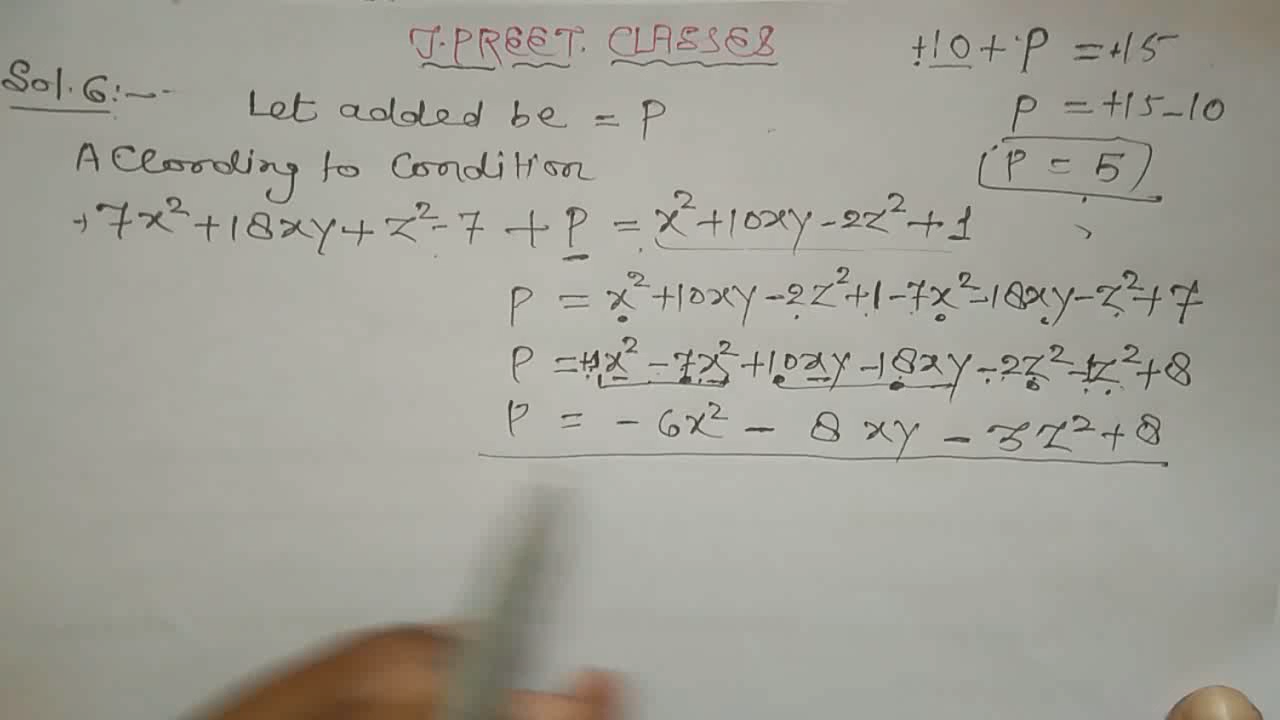 J.PREET. CLASSES
+10 + P = +15
P = +15-10
P = 5
Sol. 6:-
Let added be = P
According to condition
→ 7x²+18xy+z²-7 + P = x²+10xy-2z²+1
P = x²+10xy-2z²+1-7x²-18xy-z²+7
P = +1x²-7x²+10xy-18xy-2z²-1z²+8
P = -6x² - 8xy - 3z²+8